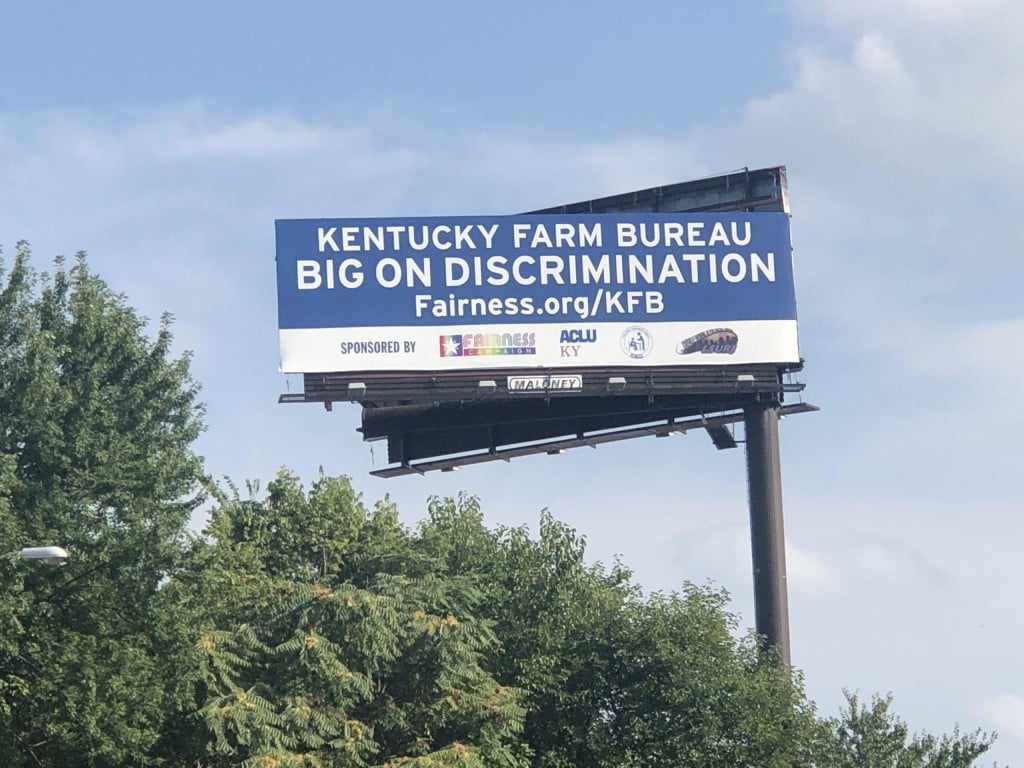 KENTUCKY FARM BUREAU
BIG ON DISCRIMINATION
Fairness.org/KFB
SPONSORED BY
FAIRNESS
CAMPAIGN
ACLU
KY
MALONEY